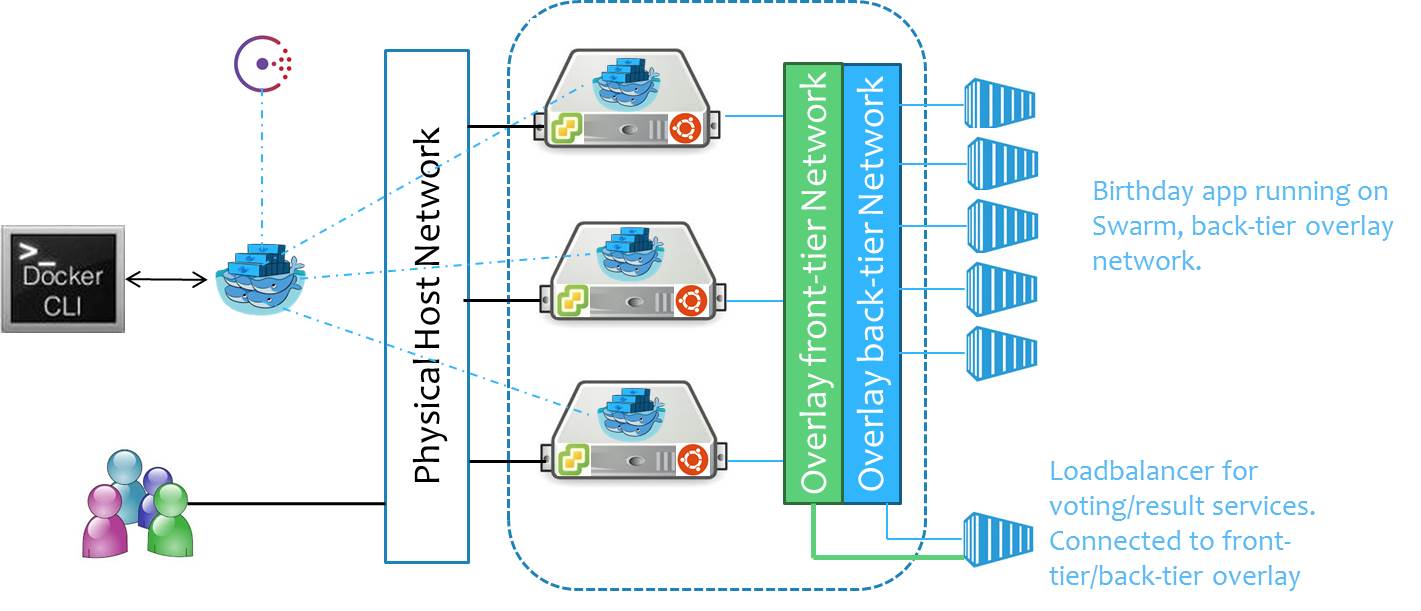 >_
Docker
CLI
Physical Host Network
Overlay front-tier Network
Overlay back-tier Network
Birthday app running on
Swarm, back-tier overlay
network.
Loadbalancer for
voting/result services.
Connected to front-
tier/back-tier overlay